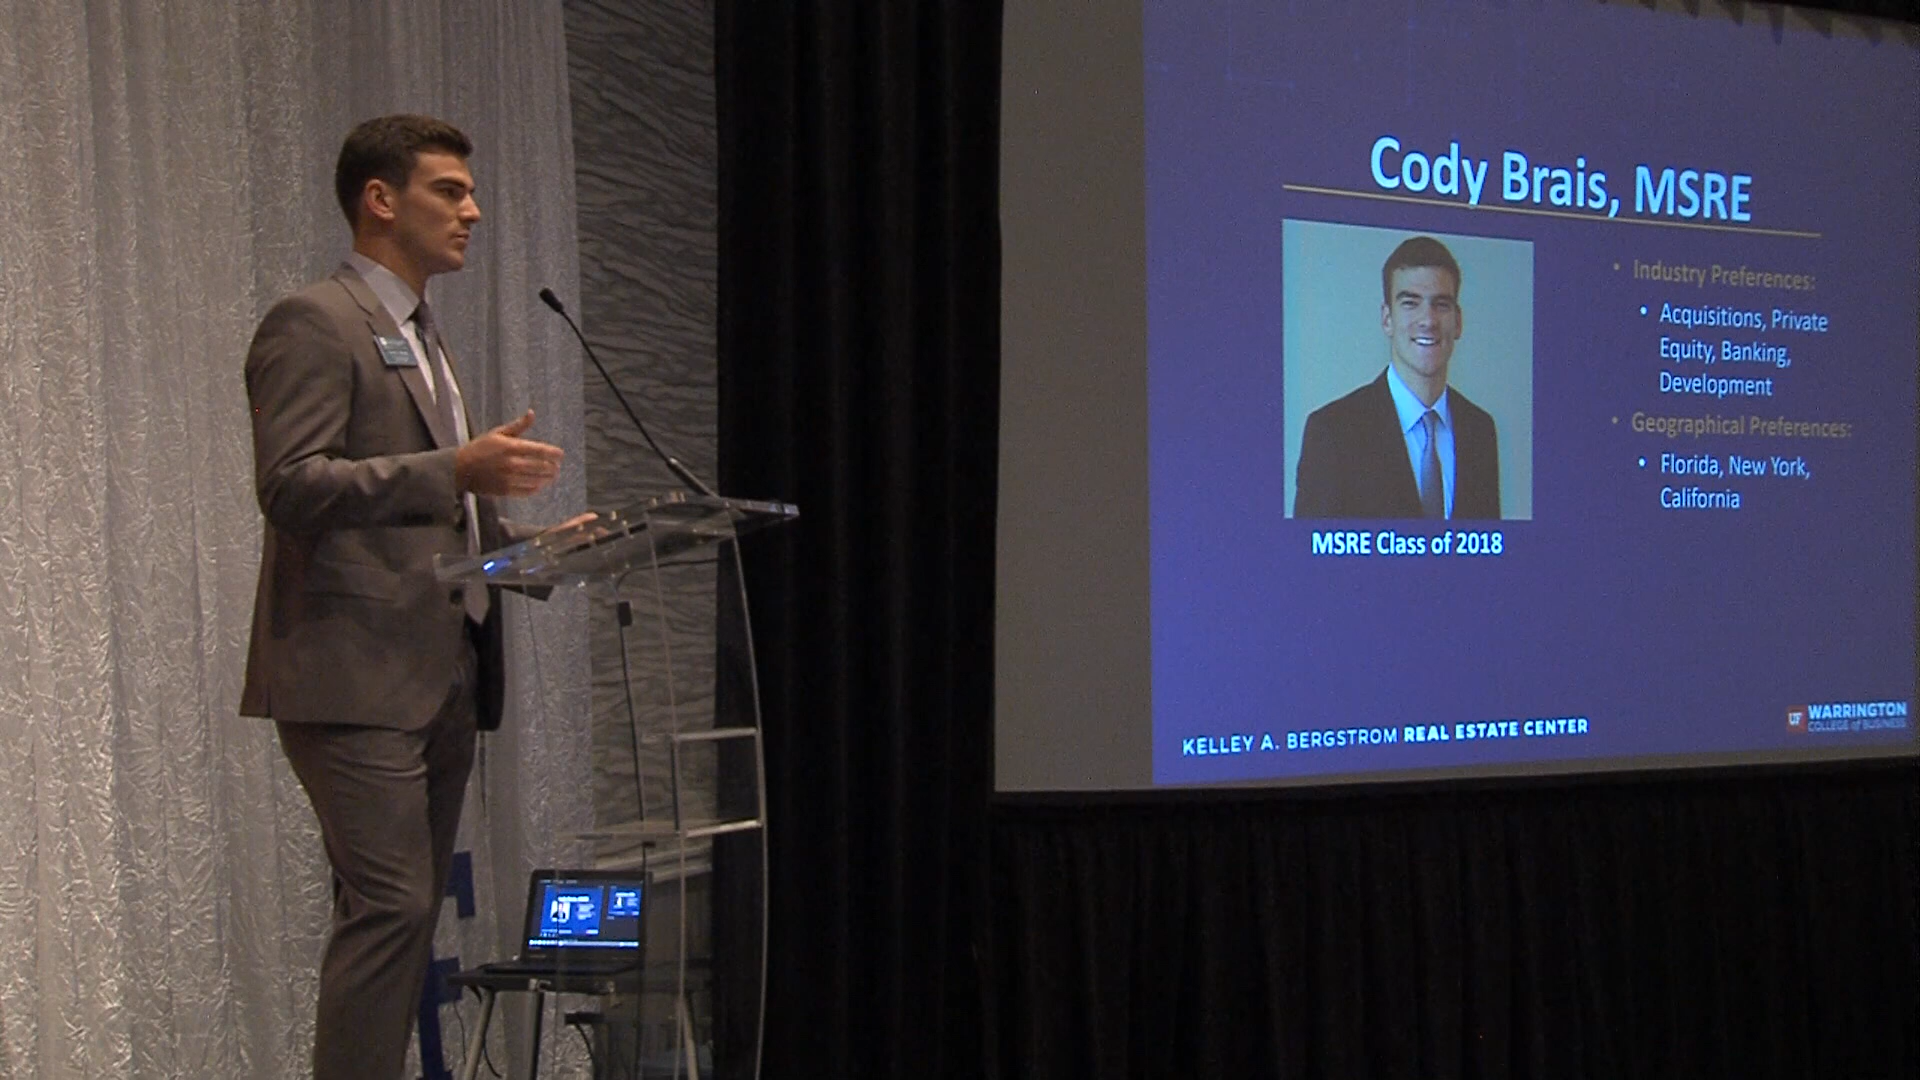 Cody Brais, MSRE
• Industry Preferences:
• Acquisitions, Private
Equity, Banking,
Development
• Geographical Preferences:
• Florida, New York,
California
MSRE Class of 2018
KELLEY A. BERGSTROM REAL ESTATE CENTER
UF WARRINGTON
COLLEGE of BUSINESS